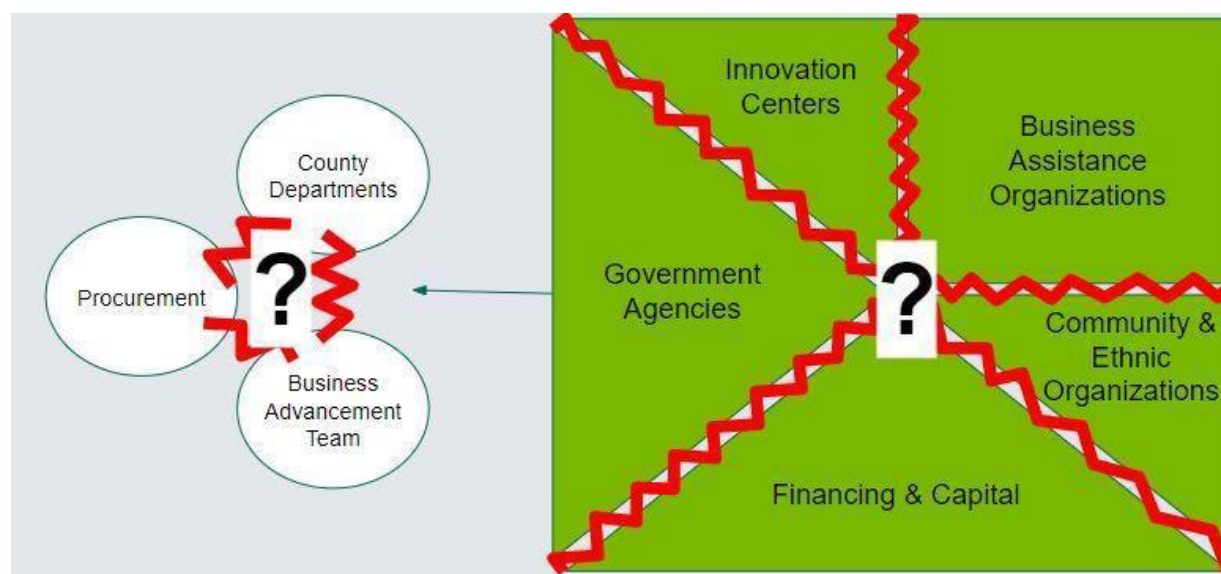 County
Departments
Procurement
?
Business
Advancement
Team
Innovation
Centers
Business
Assistance
Organizations
Government
Agencies
?
Community &
Ethnic
Organizations
Financing & Capital